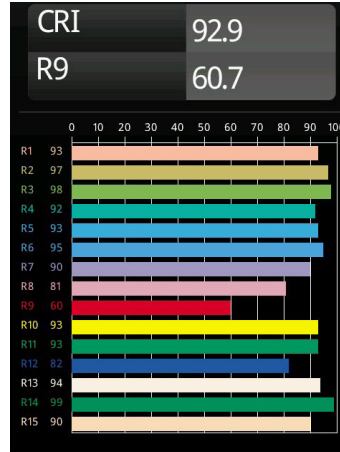 CRI 92.9
R9 60.7
0 10 20 30 40 50 60 70 80 90 100
R1 93
R2 97
R3 98
R4 92
R5 93
R6 95
R7 90
R8 81
R9 60
R10 93
R11 93
R12 82
R13 94
R14 99
R15 90